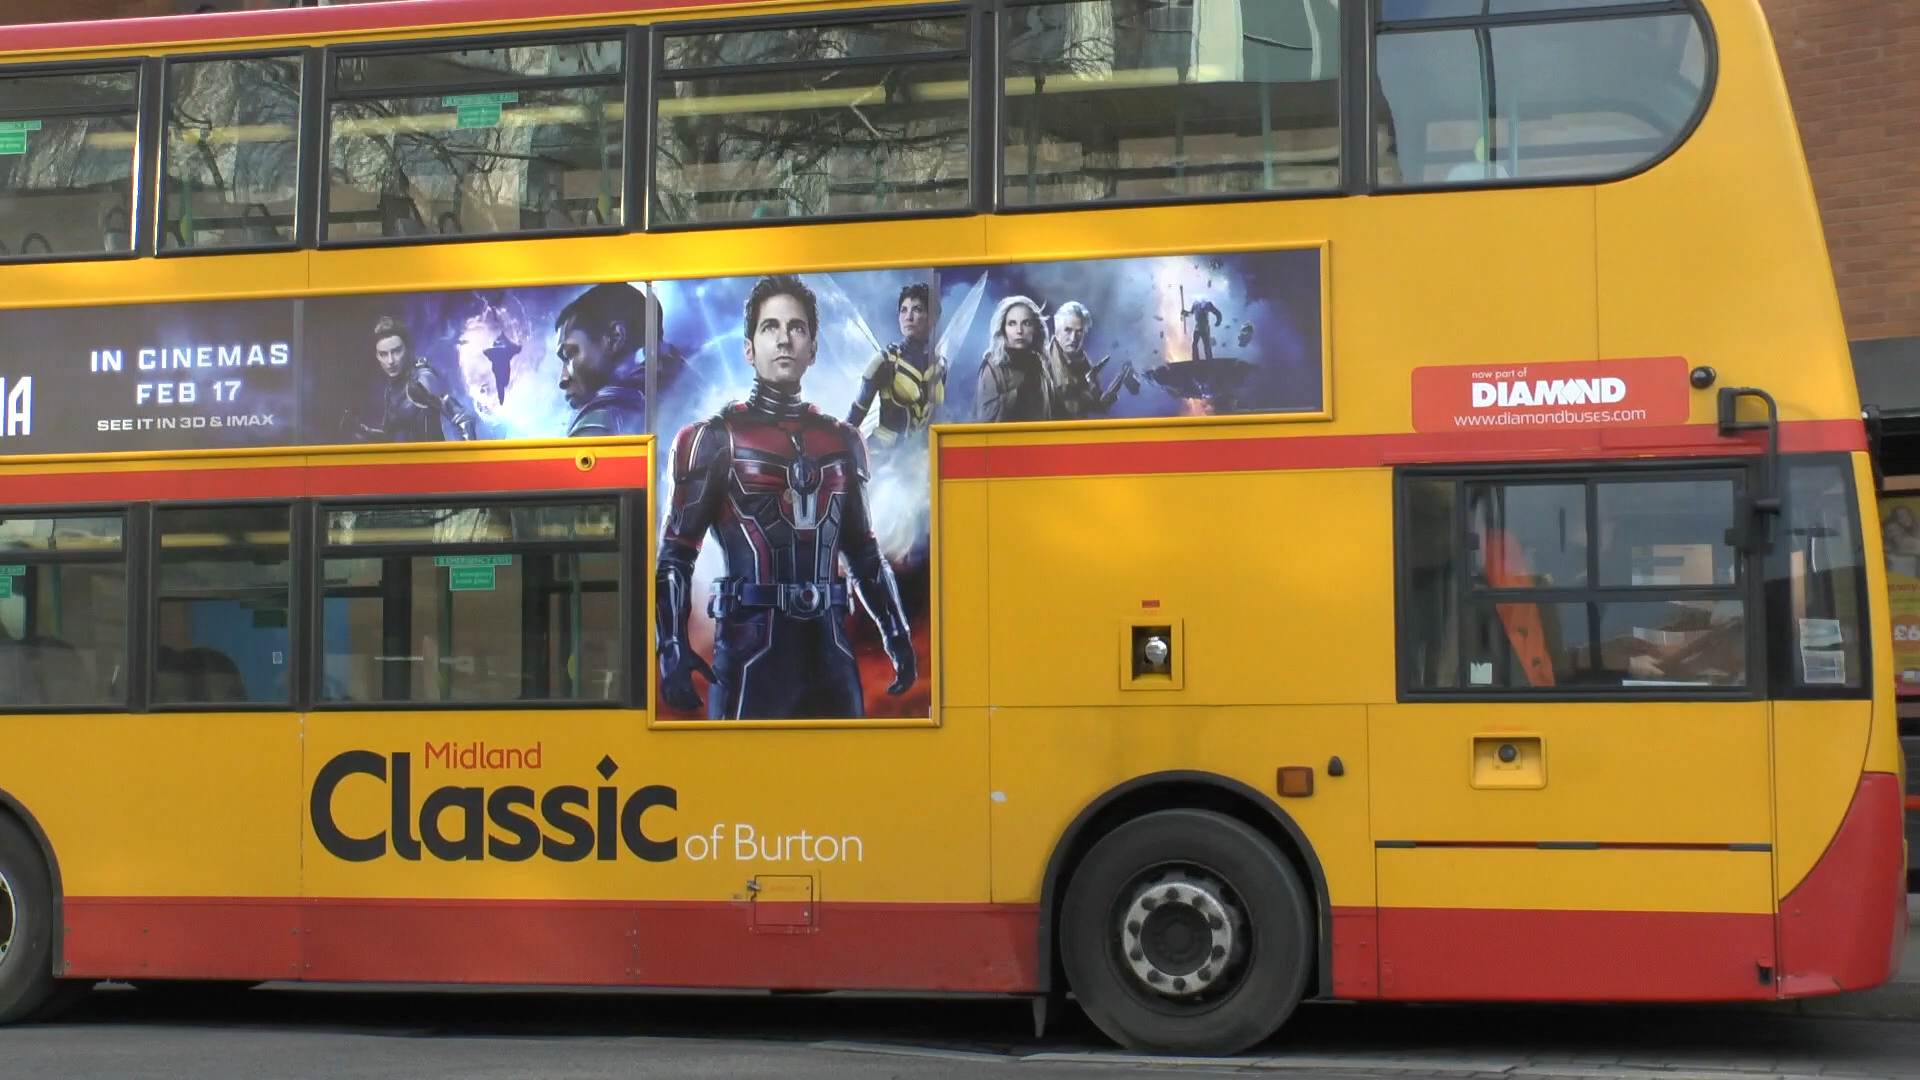 IN CINEMAS
FEB 17
SEE IT IN 3D & IMAX
now part of
DIAMOND
www.diamondbuses.com
Midland
Classic
of Burton